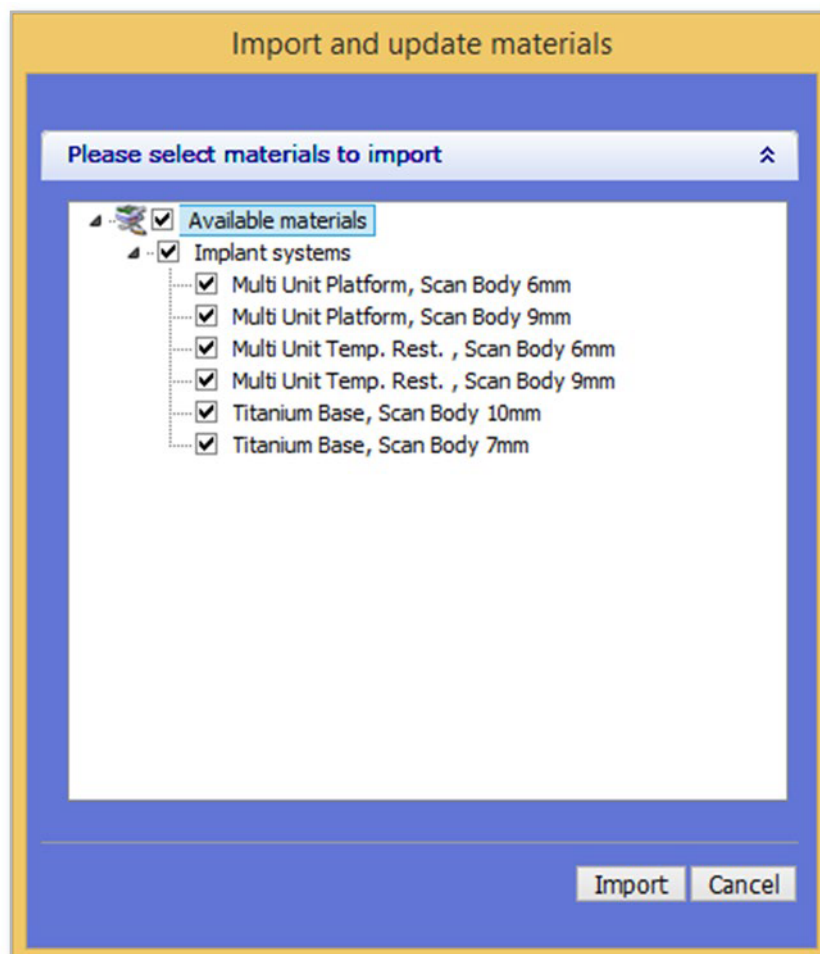 Import and update materials
Please select materials to import
Available materials
Implant systems
Multi Unit Platform, Scan Body 6mm
Multi Unit Platform, Scan Body 9mm
Multi Unit Temp. Rest. , Scan Body 6mm
Multi Unit Temp. Rest. , Scan Body 9mm
Titanium Base, Scan Body 10mm
Titanium Base, Scan Body 7mm
Import Cancel